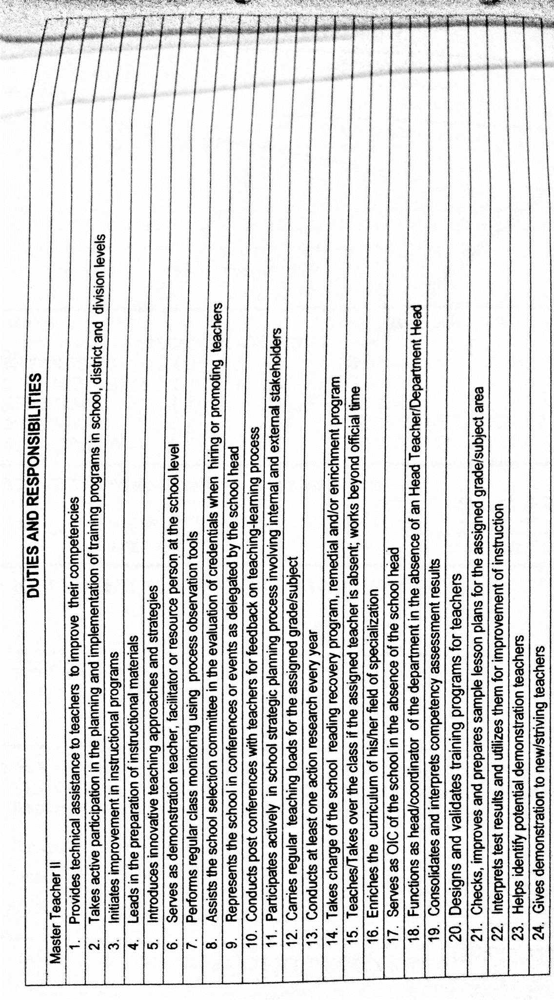 DUTIES AND RESPONSIBILITIES
Master Teacher II
1. Provides technical assistance to teachers to improve their competencies
2. Takes active participation in the planning and implementation of training programs in school, district and division levels
3. Initiates improvement in instructional programs
4. Leads in the preparation of instructional materials
5. Introduces innovative teaching approaches and strategies
6. Serves as demonstration teacher, facilitator or resource person at the school level
7. Performs regular class monitoring using process observation tools
8. Assists the school selection committee in the evaluation of credentials when hiring or promoting teachers
9. Represents the school in conferences or events as delegated by the school head
10. Conducts post conferences with teachers for feedback on teaching-learning process
11. Participates actively in school strategic planning process involving internal and external stakeholders
12. Carries regular teaching loads for the assigned grade/subject
13. Conducts at least one action research every year
14. Takes charge of the school reading recovery program, remedial and/or enrichment program
15. Teaches/Takes over the class if the assigned teacher is absent; works beyond official time
16. Enriches the curriculum of his/her field of specialization
17. Serves as OIC of the school in the absence of the school head
18. Functions as head/coordinator of the department in the absence of an Head Teacher/Department Head
19. Consolidates and interprets competency assessment results
20. Designs and validates training programs for teachers
21. Checks, improves and prepares sample lesson plans for the assigned grade/subject area
22. Interprets test results and utilizes them for improvement of instruction
23. Helps identify potential demonstration teachers
24. Gives demonstration to new/striving teachers